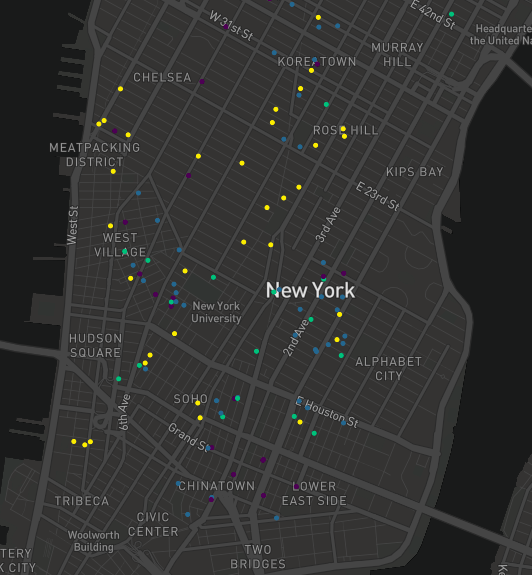 E 42nd St
W 31st St
Headquarte
the United Na
MURRAY
HILL
KOREATOWN
CHELSEA
ROSE HILL
MEATPACKING
DISTRICT
KIPS BAY
E 23rd St
West St
3rd Ave
WEST
VILLAGE
New York
New York
University
HUDSON
SQUARE
2nd Ave
ALPHABET
CITY
6th Ave
SOHO
E Houston St
Grand St
CHINATOWN
LOWER
EAST SIDE
TRIBECA
CIVIC
CENTER
Woolworth
Building
TWO
BRIDGES
TERY
K CITY
Ke